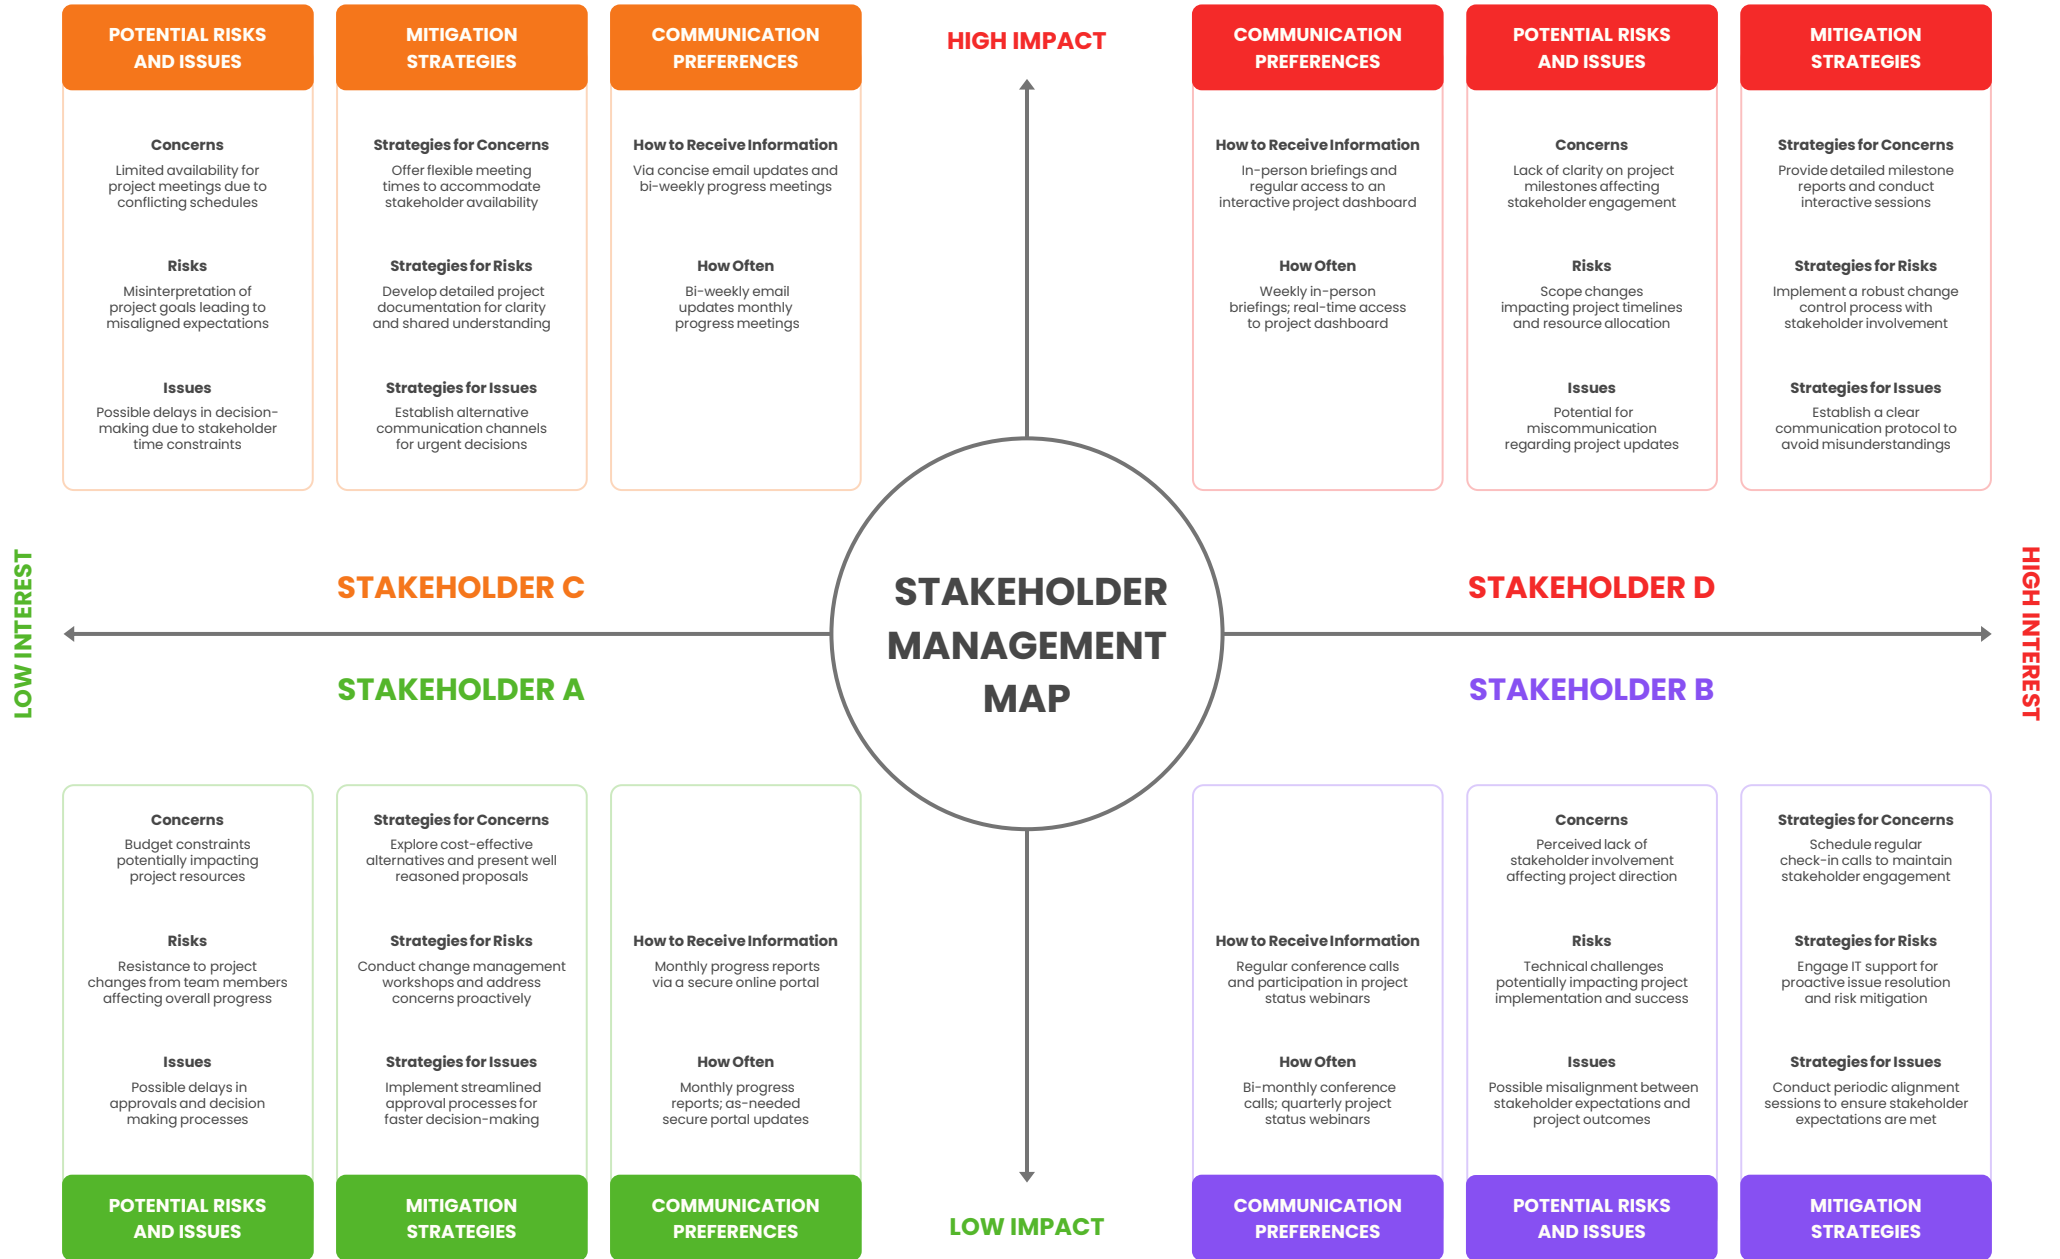 POTENTIAL RISKS
AND ISSUES
Concerns
Limited availability for
project meetings due to
conflicting schedules
Risks
Misinterpretation of
project goals leading to
misaligned expectations
Issues
Possible delays in decision-
making due to stakeholder
time constraints
MITIGATION
STRATEGIES
Strategies for Concerns
Offer flexible meeting
times to accommodate
stakeholder availability
Strategies for Risks
Develop detailed project
documentation for clarity
and shared understanding
Strategies for Issues
Establish alternative
communication channels
for urgent decisions
COMMUNICATION
PREFERENCES
How to Receive Information
Via concise email updates and
bi-weekly progress meetings
How Often
Bi-weekly email
updates monthly
progress meetings
HIGH IMPACT
COMMUNICATION
PREFERENCES
How to Receive Information
In-person briefings and
regular access to an
interactive project dashboard
How Often
Weekly in-person
briefings; real-time access
to project dashboard
POTENTIAL RISKS
AND ISSUES
Concerns
Lack of clarity on project
milestones affecting
stakeholder engagement
Risks
Scope changes
impacting project timelines
and resource allocation
Issues
Potential for
miscommunication
regarding project updates
MITIGATION
STRATEGIES
Strategies for Concerns
Provide detailed milestone
reports and conduct
interactive sessions
Strategies for Risks
Implement a robust change
control process with
stakeholder involvement
Strategies for Issues
Establish a clear
communication protocol to
avoid misunderstandings
LOW INTEREST
STAKEHOLDER C
STAKEHOLDER A
STAKEHOLDER
MANAGEMENT
MAP
STAKEHOLDER D
STAKEHOLDER B
HIGH INTEREST
Concerns
Budget constraints
potentially impacting
project resources
Risks
Resistance to project
changes from team members
affecting overall progress
Issues
Possible delays in
approvals and decision
making processes
POTENTIAL RISKS
AND ISSUES
Strategies for Concerns
Explore cost-effective
alternatives and present well
reasoned proposals
Strategies for Risks
Conduct change management
workshops and address
concerns proactively
Strategies for Issues
Implement streamlined
approval processes for
faster decision-making
MITIGATION
STRATEGIES
How to Receive Information
Monthly progress reports
via a secure online portal
How Often
Monthly progress
reports; as-needed
secure portal updates
COMMUNICATION
PREFERENCES
LOW IMPACT
How to Receive Information
Regular conference calls
and participation in project
status webinars
How Often
Bi-monthly conference
calls; quarterly project
status webinars
COMMUNICATION
PREFERENCES
Concerns
Perceived lack of
stakeholder involvement
affecting project direction
Risks
Technical challenges
potentially impacting project
implementation and success
Issues
Possible misalignment between
stakeholder expectations and
project outcomes
POTENTIAL RISKS
AND ISSUES
Strategies for Concerns
Schedule regular
check-in calls to maintain
stakeholder engagement
Strategies for Risks
Engage IT support for
proactive issue resolution
and risk mitigation
Strategies for Issues
Conduct periodic alignment
sessions to ensure stakeholder
expectations are met
MITIGATION
STRATEGIES